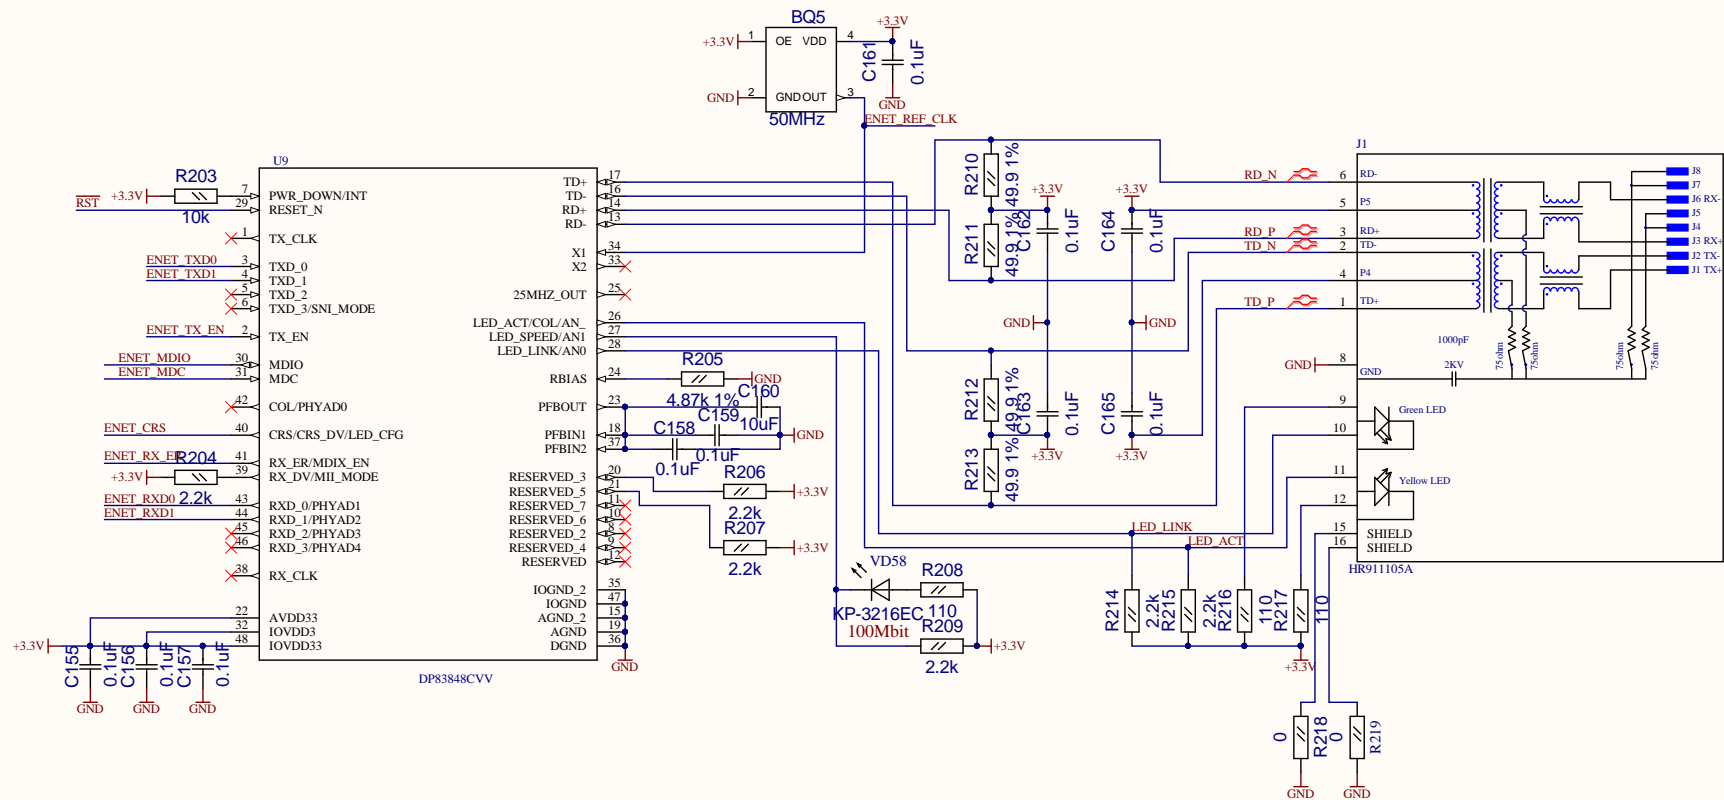 BQ5
+3.3V 1 OE VDD 4 +3.3V
C161 0.1uF
GND 2 GND OUT 3 GND
50MHz
ENET_REF_CLK
U9
R203
+3.3V
10k
RST
7 PWR_DOWN/INT
29 RESET_N
1 TX_CLK
ENET_TXD0 3 TXD_0
ENET_TXD1 4 TXD_1
5 TXD_2
6 TXD_3/SNI_MODE
ENET_TX_EN 2 TX_EN
ENET_MDIO 30 MDIO
ENET_MDC 31 MDC
42 COL/PHYAD0
ENET_CRS 40 CRS/CRS_DV/LED_CFG
ENET_RX_ER 41 RX_ER/MDIX_EN
R204
+3.3V 39 RX_DV/MII_MODE
2.2k
ENET_RXD0 43 RXD_0/PHYAD1
ENET_RXD1 44 RXD_1/PHYAD2
45 RXD_2/PHYAD3
46 RXD_3/PHYAD4
38 RX_CLK
22 AVDD33
32 IOVDD3
+3.3V 48 IOVDD33
C155 0.1uF
C156 0.1uF
C157 0.1uF
GND GND GND
TD+ 17
TD- 16
RD+ 14
RD- 13
X1 34
X2 33
25MHZ_OUT 25
LED_ACT/COL/AN_ 26
LED_SPEED/AN1 27
LED_LINK/AN0 28
RBIAS 24
PFBOUT 23
PFBIN1 18
PFBIN2 37
RESERVED_3 20
RESERVED_5 21
RESERVED_7 11
RESERVED_6 10
RESERVED_2 8
RESERVED_4 9
RESERVED 12
IOGND_2 35
IOGND 47
AGND_2 15
AGND 19
DGND 36
GND
DP83848CVV
R205
GND
4.87k 1%
C160
10uF
C159
0.1uF
C158
0.1uF
GND
R206
+3.3V
2.2k
R207
+3.3V
2.2k
VD58
KP-3216EC
100Mbit
R208
110
R209
+3.3V
2.2k
R210 49.9 1%
R211 49.9 1%
R212 49.9 1%
R213 49.9 1%
+3.3V
C162 0.1uF
GND
C163 0.1uF
+3.3V
+3.3V
C164 0.1uF
GND
C165 0.1uF
+3.3V
LED_LINK
LED_ACT
R214 2.2k
R215 2.2k
R216 110
R217 110
+3.3V
0 R218
0 R219
GND GND
J1
RD_N 6 RD-
5 P5
RD_P 3 RD+
TD_N 2 TD-
4 P4
TD_P 1 TD+
GND 8 GND
9
10
11
12
15 SHIELD
16 SHIELD
HR911105A
1000pF
2KV
75ohm
75ohm
75ohm
75ohm
Green LED
Yellow LED
J8
J7
J6 RX-
J5
J4
J3 RX+
J2 TX-
J1 TX+